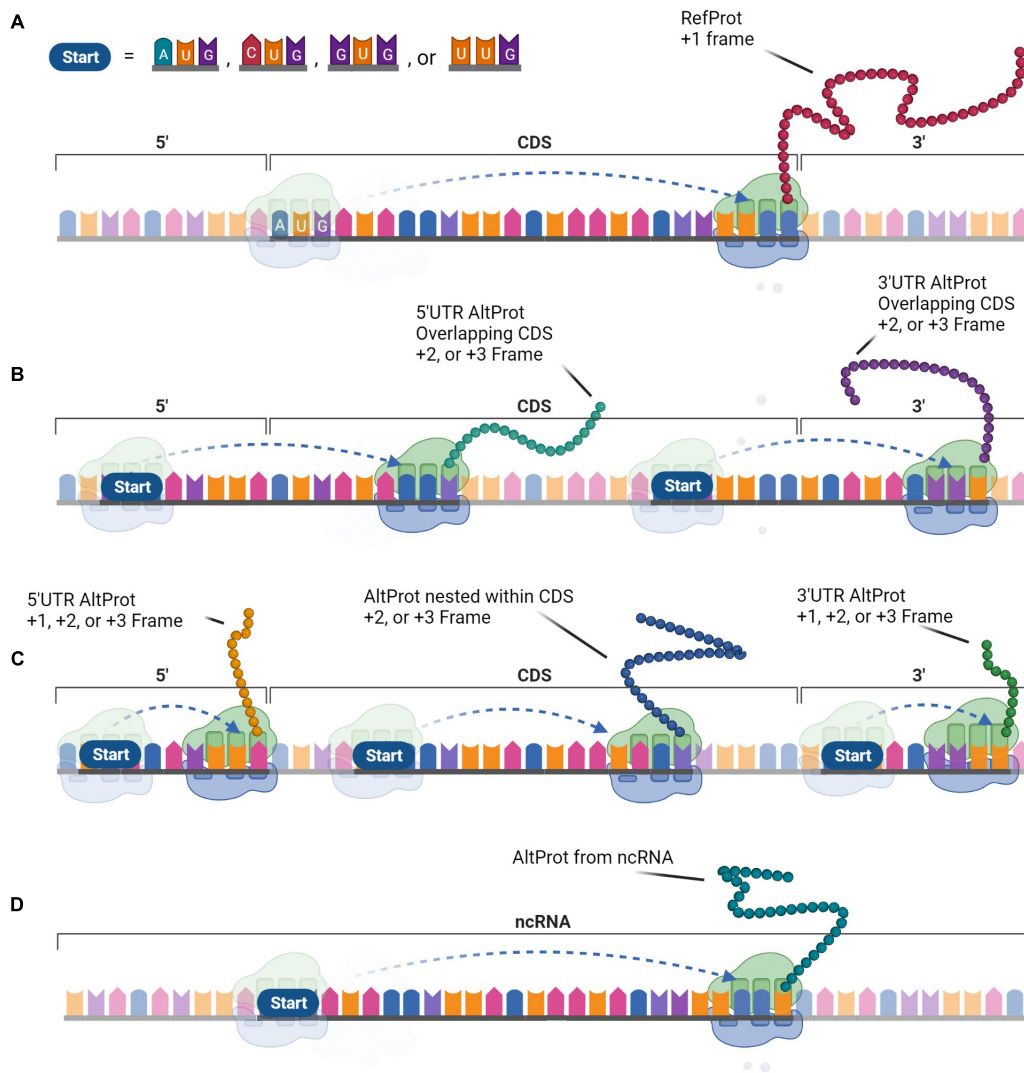 A
Start = A U G , C U G , G U G , or U U G
RefProt
+1 frame
5' CDS 3'
A U G
B
5'UTR AltProt
Overlapping CDS
+2, or +3 Frame
3'UTR AltProt
Overlapping CDS
+2, or +3 Frame
5' CDS 3'
Start Start
C
5'UTR AltProt
+1, +2, or +3 Frame
AltProt nested within CDS
+2, or +3 Frame
3'UTR AltProt
+1, +2, or +3 Frame
5' CDS 3'
Start Start Start
D
AltProt from ncRNA
ncRNA
Start